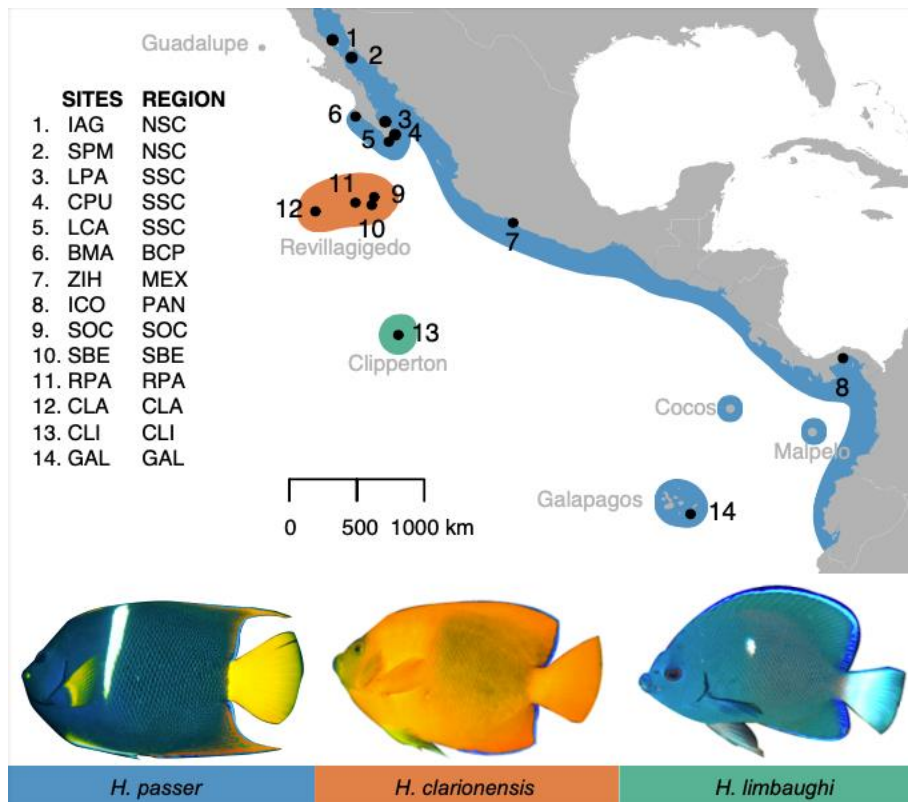 Guadalupe
1
2
3
4
5
6
SITES REGION
1. IAG NSC
2. SPM NSC
3. LPA SSC
4. CPU SSC
5. LCA SSC
6. BMA BCP
7. ZIH MEX
8. ICO PAN
9. SOC SOC
10. SBE SBE
11. RPA RPA
12. CLA CLA
13. CLI CLI
14. GAL GAL
11
9
12
10
Revillagigedo
7
13
Clipperton
8
Cocos
Malpelo
Galapagos
14
0 500 1000 km
H. passer H. clarionensis H. limbaughi